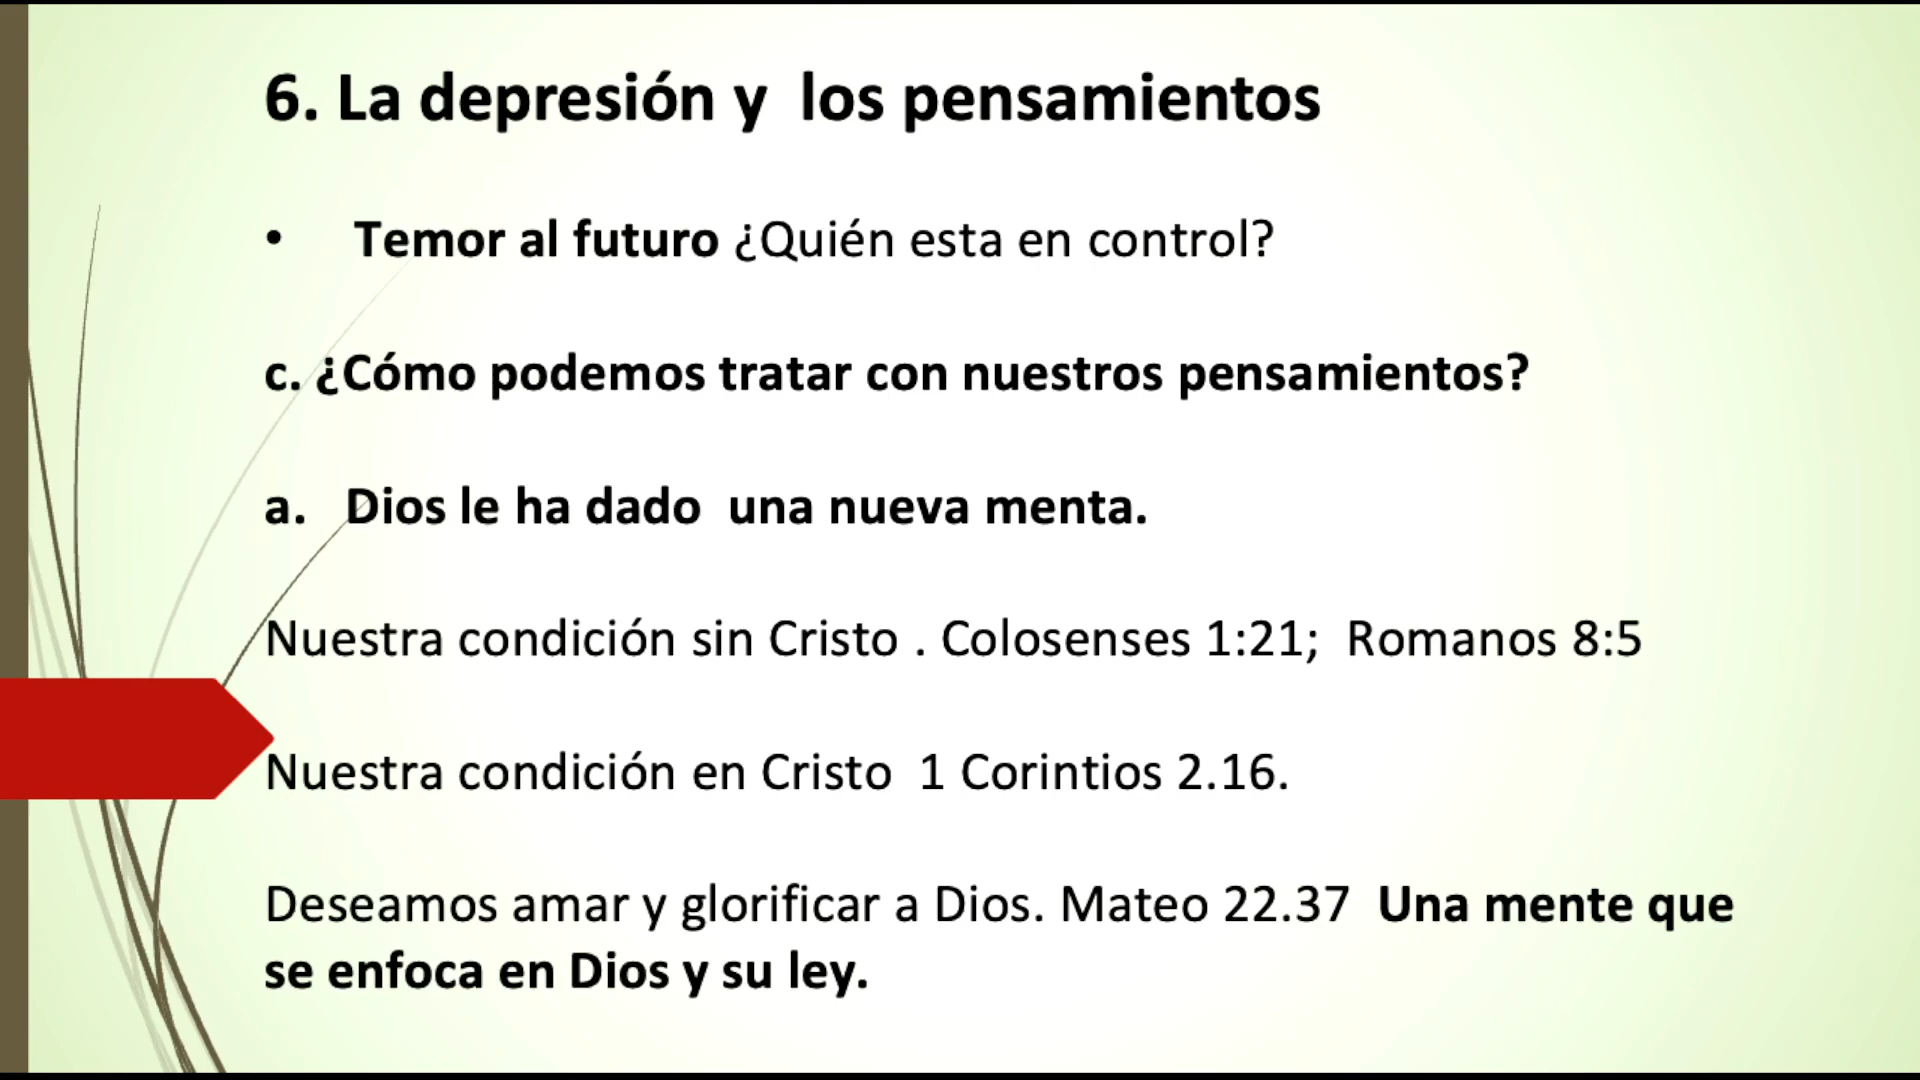 6. La depresión y  los pensamientos
• Temor al futuro ¿Quién esta en control?
c. ¿Cómo podemos tratar con nuestros pensamientos?
a. Dios le ha dado  una nueva menta.
Nuestra condición sin Cristo . Colosenses 1:21;  Romanos 8:5
Nuestra condición en Cristo  1 Corintios 2.16.
Deseamos amar y glorificar a Dios. Mateo 22.37  Una mente que
se enfoca en Dios y su ley.